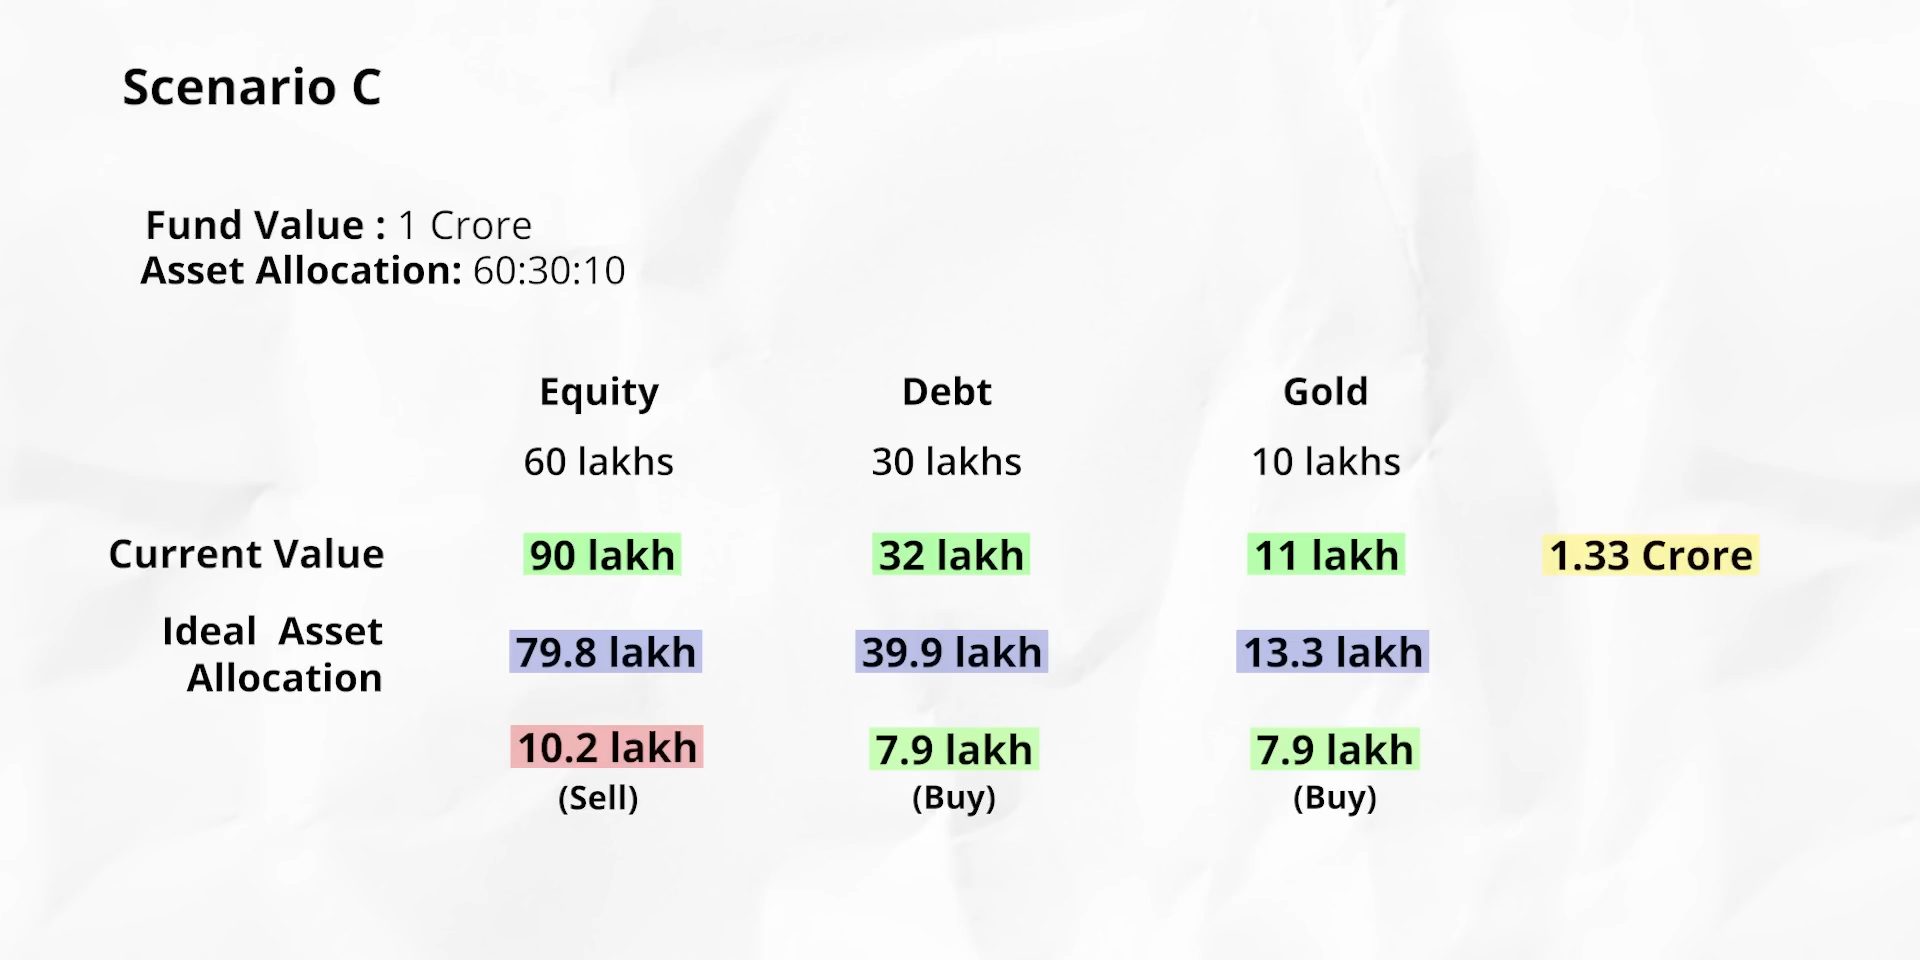 Scenario C
Fund Value : 1 Crore
Asset Allocation: 60:30:10
Equity Debt Gold
60 lakhs 30 lakhs 10 lakhs
Current Value 90 lakh 32 lakh 11 lakh 1.33 Crore
Ideal Asset
Allocation 79.8 lakh 39.9 lakh 13.3 lakh
10.2 lakh 7.9 lakh 7.9 lakh
(Sell) (Buy) (Buy)